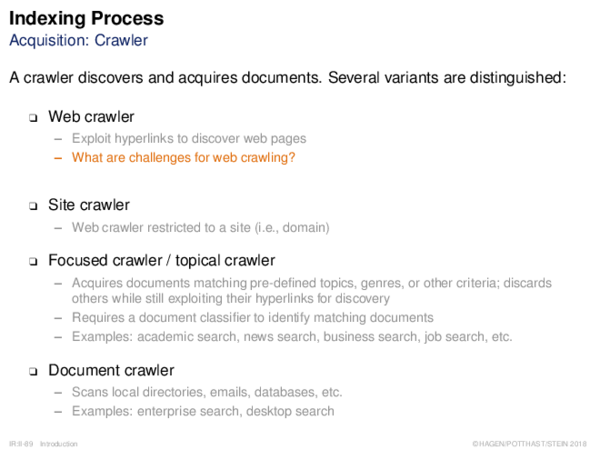 Indexing Process
Acquisition: Crawler
A crawler discovers and acquires documents. Several variants are distinguished:
❏ Web crawler
– Exploit hyperlinks to discover web pages
– What are challenges for web crawling?
❏ Site crawler
– Web crawler restricted to a site (i.e., domain)
❏ Focused crawler / topical crawler
– Acquires documents matching pre-defined topics, genres, or other criteria; discards
others while still exploiting their hyperlinks for discovery
– Requires a document classifier to identify matching documents
– Examples: academic search, news search, business search, job search, etc.
❏ Document crawler
– Scans local directories, emails, databases, etc.
– Examples: enterprise search, desktop search
IR:II-89 Introduction ©HAGEN/POTTHAST/STEIN 2018